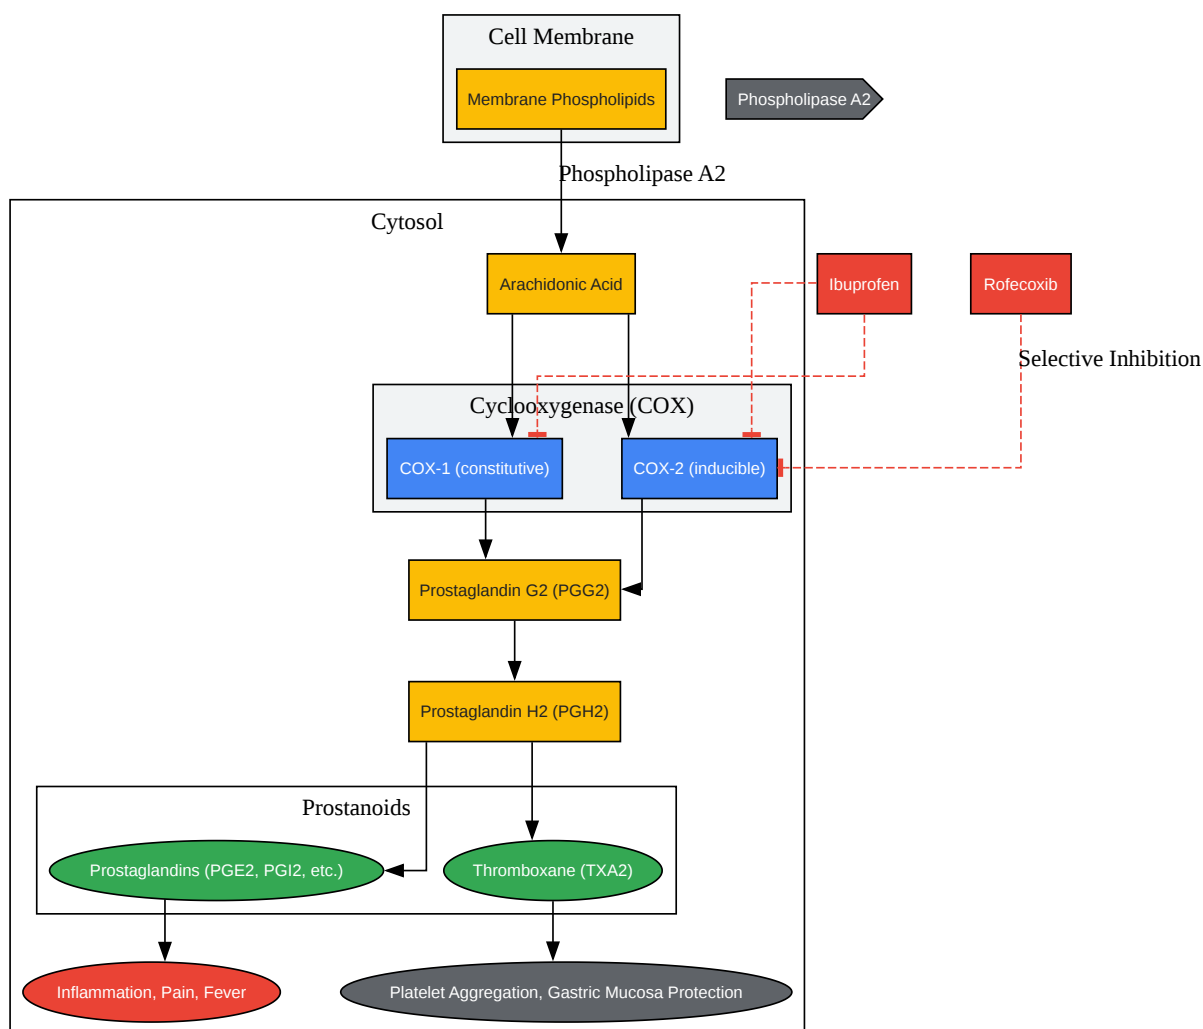 Cell Membrane
Membrane Phospholipids
Phospholipase A2
Phospholipase A2
Cytosol
Arachidonic Acid
Ibuprofen
Rofecoxib
Selective Inhibition
Cyclooxygenase (COX)
COX-1 (constitutive)
COX-2 (inducible)
Prostaglandin G2 (PGG2)
Prostaglandin H2 (PGH2)
Prostanoids
Prostaglandins (PGE2, PGI2, etc.)
Thromboxane (TXA2)
Inflammation, Pain, Fever
Platelet Aggregation, Gastric Mucosa Protection